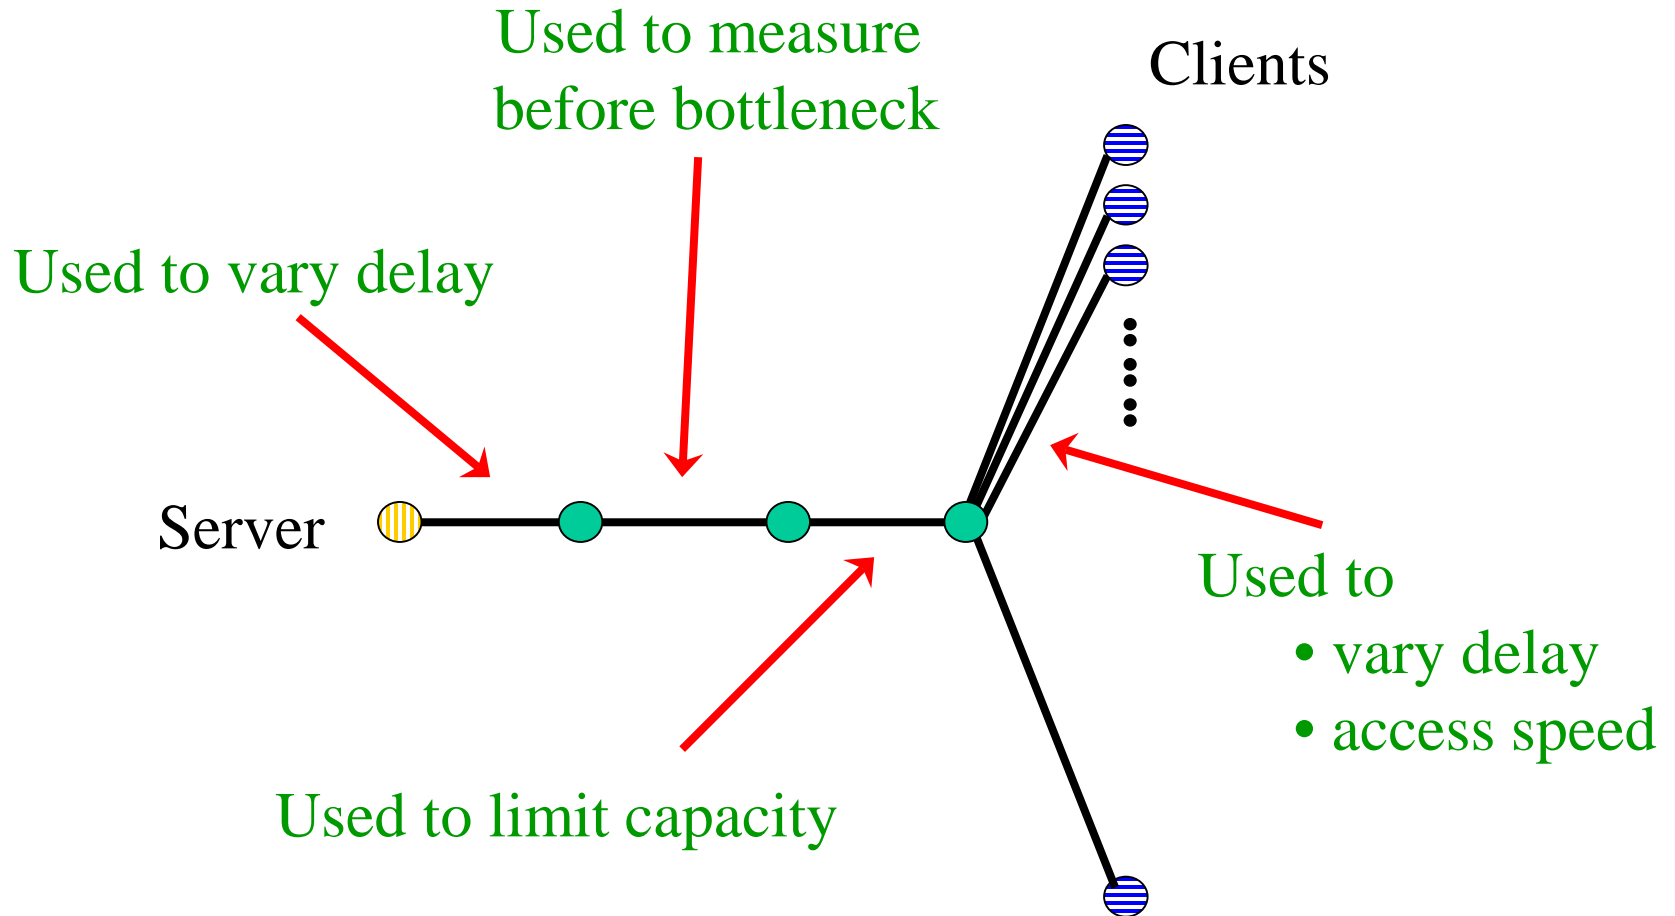 Used to measure
before bottleneck
Clients
Used to vary delay
Server
Used to
• vary delay
• access speed
Used to limit capacity